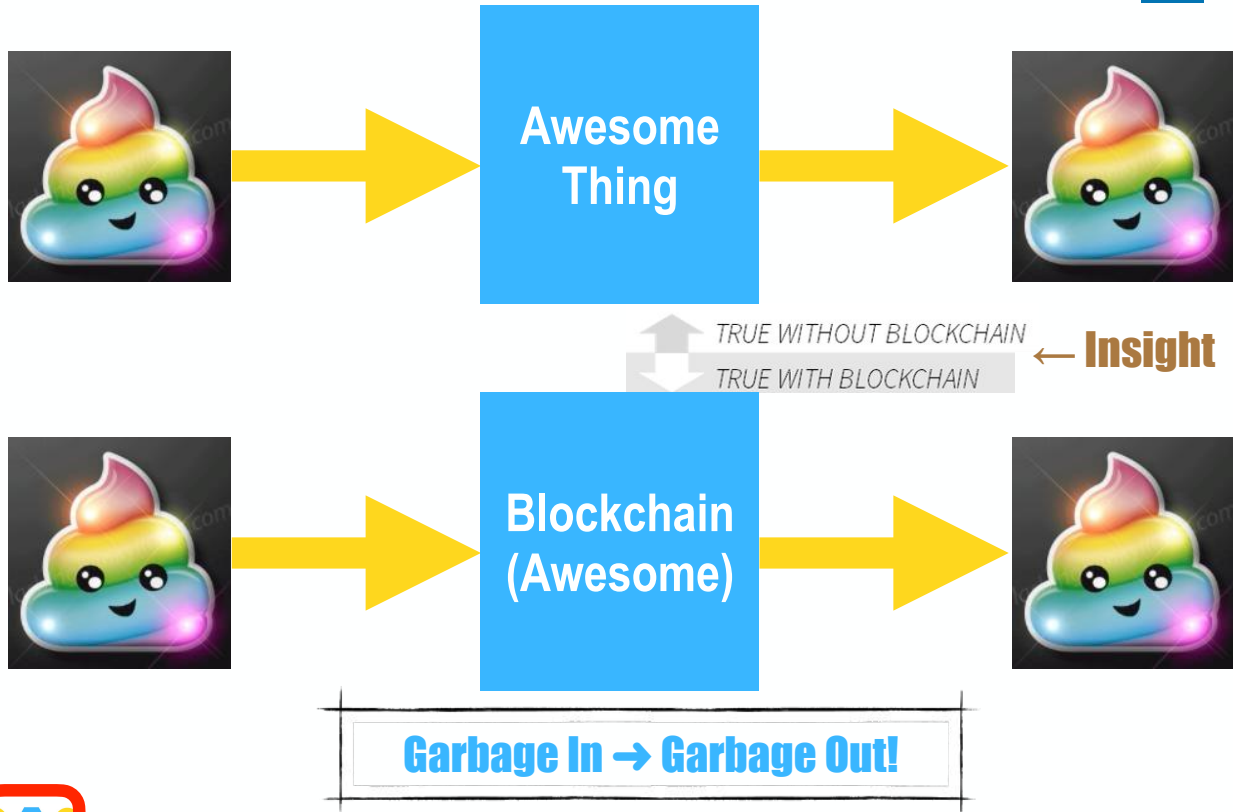 Awesome
Thing
TRUE WITHOUT BLOCKCHAIN
← Insight
TRUE WITH BLOCKCHAIN
Blockchain
(Awesome)
Garbage In → Garbage Out!